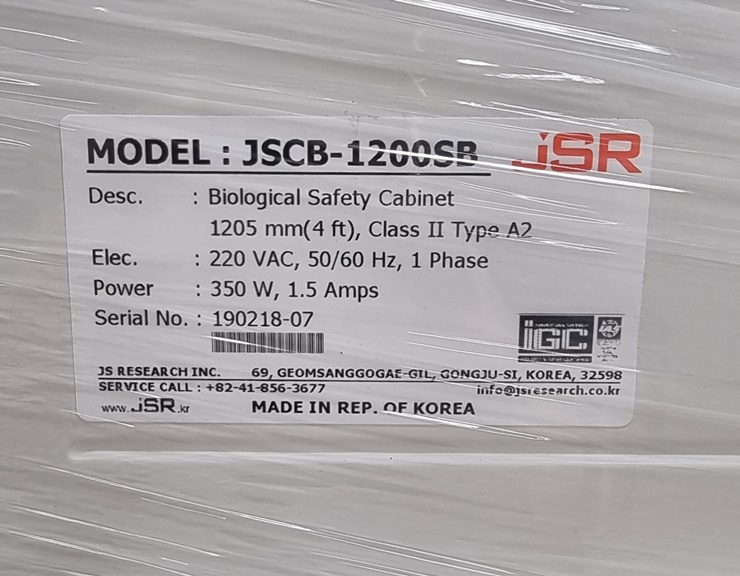 MODEL : JSCB-1200SB JSR
Desc. : Biological Safety Cabinet
1205 mm(4 ft), Class II Type A2
Elec. : 220 VAC, 50/60 Hz, 1 Phase
Power : 350 W, 1.5 Amps
Serial No. : 190218-07
GC
JS RESEARCH INC. 69, GEOMSANGGOGAE-GIL, GONGJU-SI, KOREA, 32598
SERVICE CALL : +82-41-856-3677 info@jsresearch.co.kr
www.JSR.kr MADE IN REP. OF KOREA